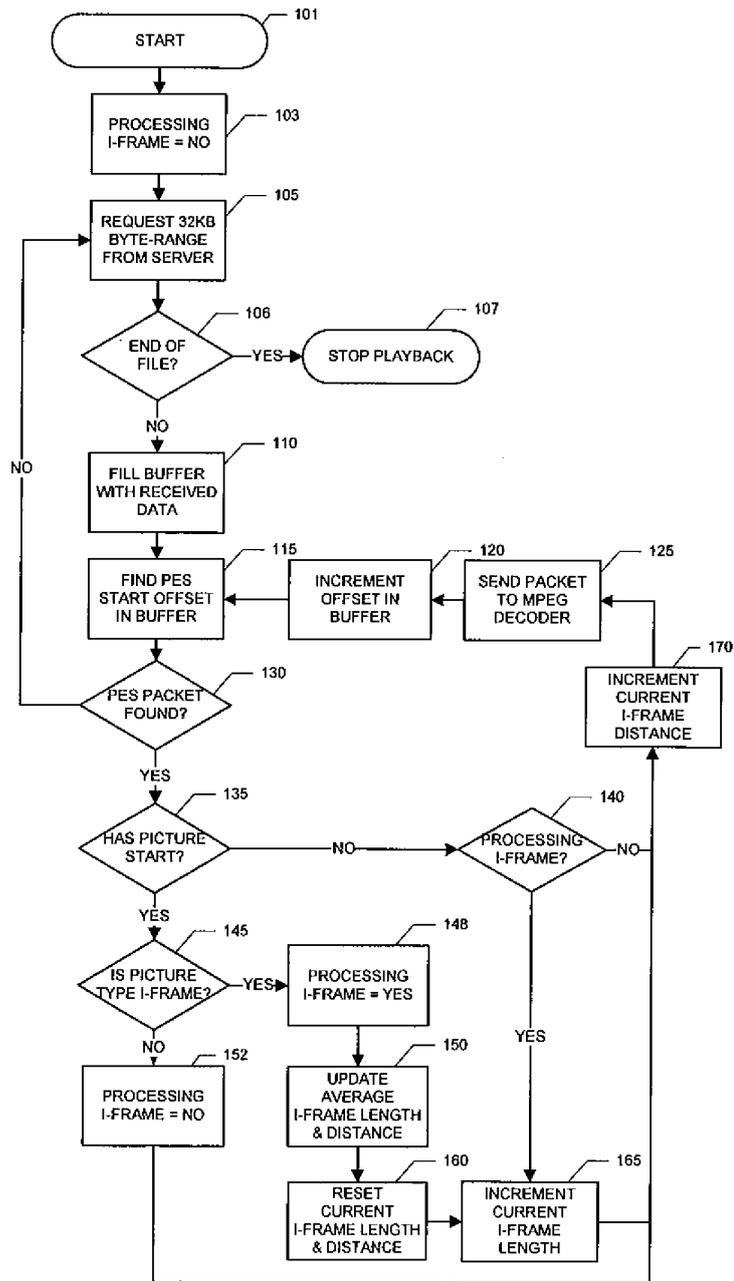 101
START
103
PROCESSING
I-FRAME = NO
105
REQUEST 32KB
BYTE-RANGE
FROM SERVER
106
END OF
FILE?
YES
107
STOP PLAYBACK
NO
NO
110
FILL BUFFER
WITH RECEIVED
DATA
115
FIND PES
START OFFSET
IN BUFFER
120
INCREMENT
OFFSET IN
BUFFER
125
SEND PACKET
TO MPEG
DECODER
170
INCREMENT
CURRENT
I-FRAME
DISTANCE
130
PES PACKET
FOUND?
YES
135
HAS PICTURE
START?
NO
140
PROCESSING
I-FRAME?
NO
YES
145
IS PICTURE
TYPE I-FRAME?
YES
148
PROCESSING
I-FRAME = YES
YES
NO
152
PROCESSING
I-FRAME = NO
150
UPDATE
AVERAGE
I-FRAME LENGTH
& DISTANCE
160
RESET
CURRENT
I-FRAME LENGTH
& DISTANCE
165
INCREMENT
CURRENT
I-FRAME
LENGTH